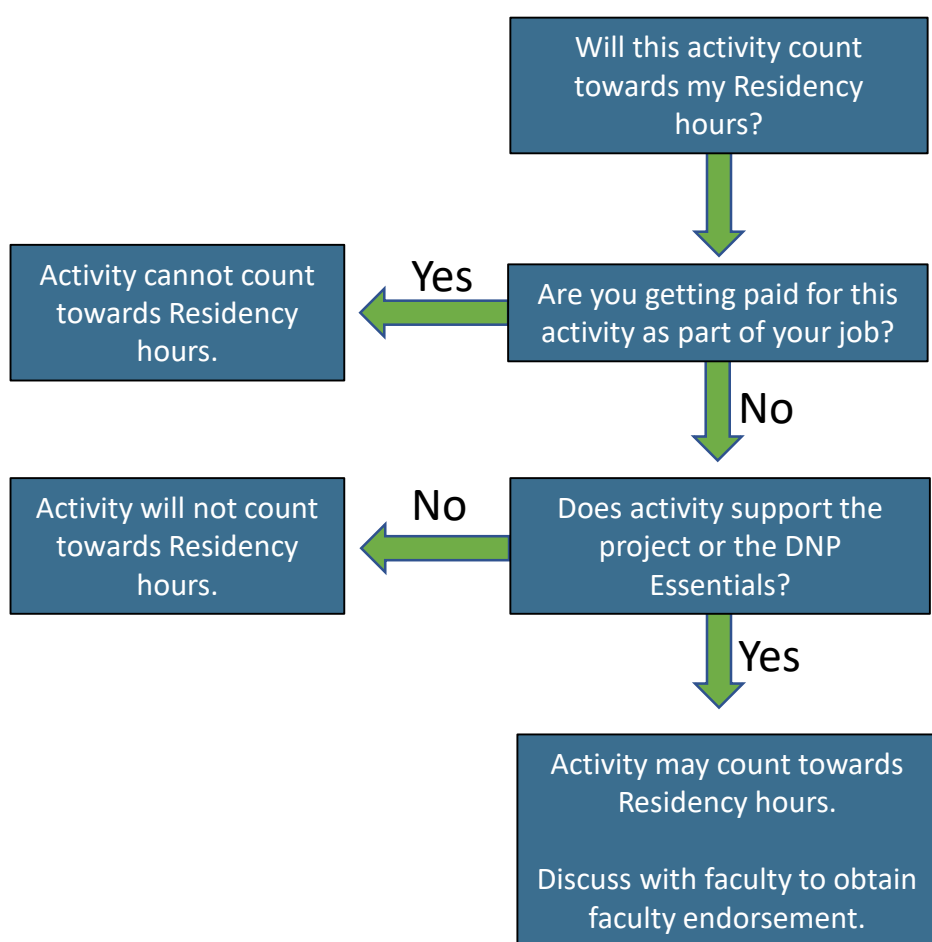 Will this activity count
towards my Residency
hours?
Activity cannot count
towards Residency
hours.
Yes
Are you getting paid for this
activity as part of your job?
No
Activity will not count
towards Residency
hours.
No
Does activity support the
project or the DNP
Essentials?
Yes
Activity may count towards
Residency hours.
Discuss with faculty to obtain
faculty endorsement.